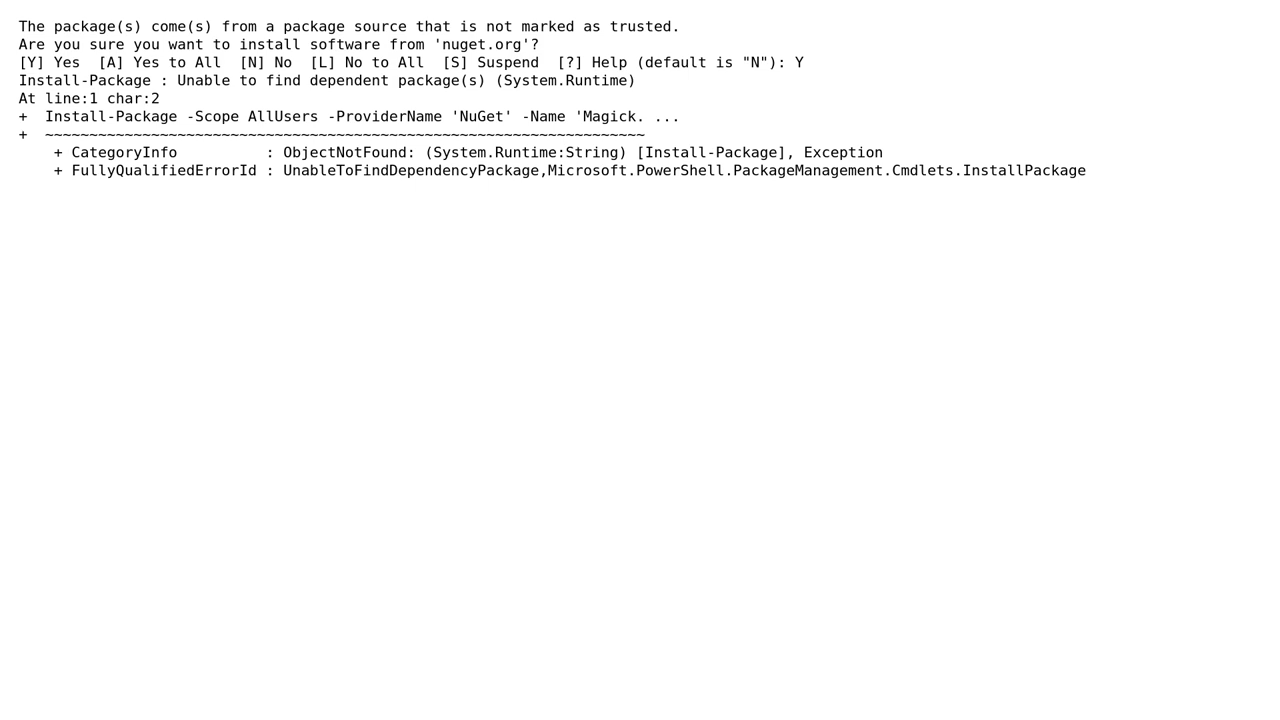 The package(s) come(s) from a package source that is not marked as trusted.
Are you sure you want to install software from 'nuget.org'?
[Y] Yes  [A] Yes to All  [N] No  [L] No to All  [S] Suspend  [?] Help (default is "N"): Y
Install-Package : Unable to find dependent package(s) (System.Runtime)
At line:1 char:2
+  Install-Package -Scope AllUsers -ProviderName 'NuGet' -Name 'Magick. ...
+  ~~~~~~~~~~~~~~~~~~~~~~~~~~~~~~~~~~~~~~~~~~~~~~~~~~~~~~~~~~~~~~~~~~~~
    + CategoryInfo          : ObjectNotFound: (System.Runtime:String) [Install-Package], Exception
    + FullyQualifiedErrorId : UnableToFindDependencyPackage,Microsoft.PowerShell.PackageManagement.Cmdlets.InstallPackage